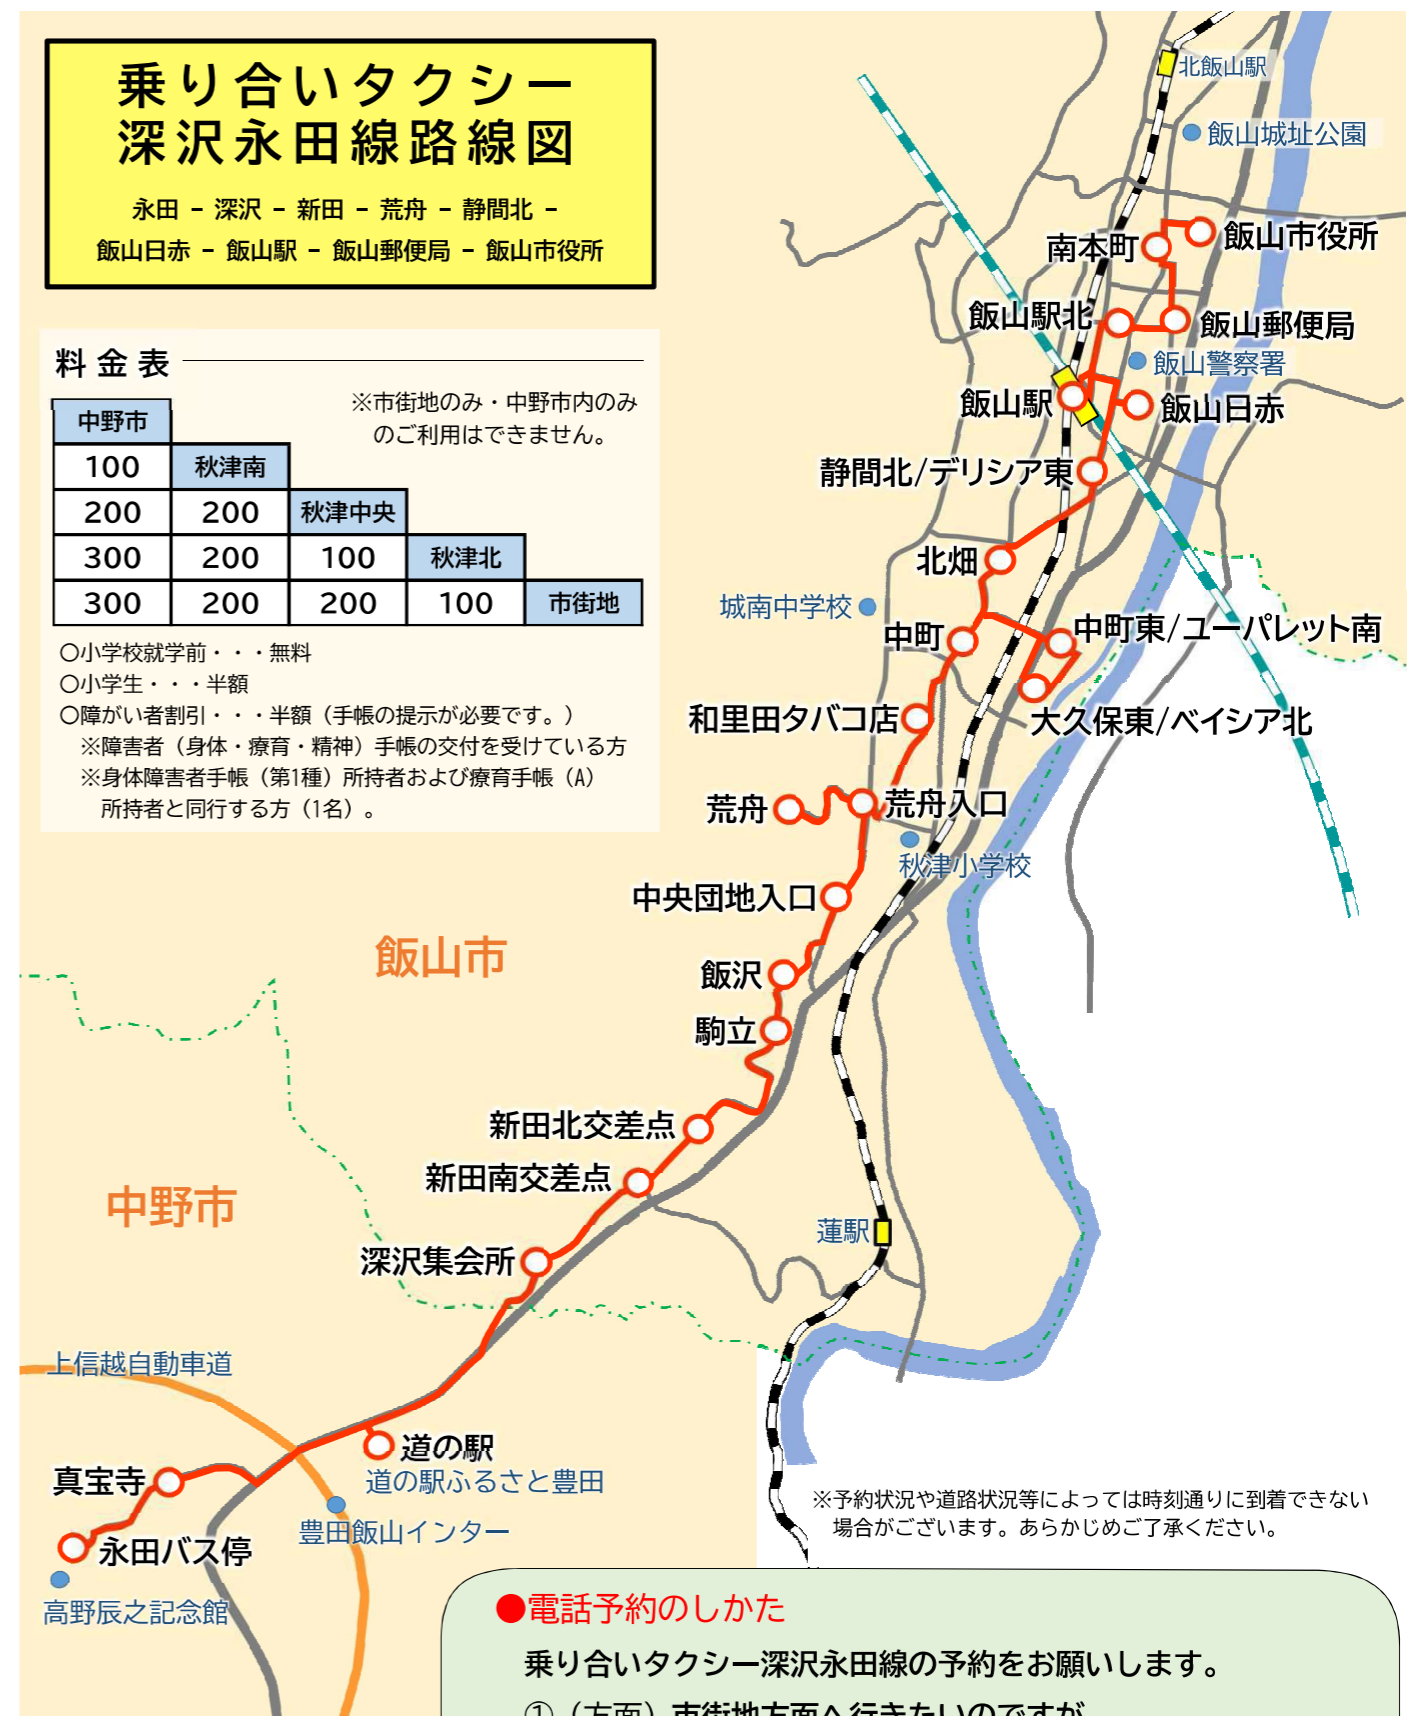 乗り合いタクシー
深沢永田線路線図
永田 － 深沢 － 新田 － 荒舟 － 静間北 －
飯山日赤 － 飯山駅 － 飯山郵便局 － 飯山市役所
料金表
※市街地のみ・中野市内のみ
のご利用はできません。
中野市
100 秋津南
200 200 秋津中央
300 200 100 秋津北
300 200 200 100 市街地
〇小学校就学前・・・無料
〇小学生・・・半額
〇障がい者割引・・・半額（手帳の提示が必要です。）
※障害者（身体・療育・精神）手帳の交付を受けている方
※身体障害者手帳（第1種）所持者および療育手帳（A）
所持者と同行する方（1名）。
北飯山駅
飯山城址公園
飯山市役所
南本町
飯山駅北
飯山郵便局
飯山警察署
飯山駅
飯山日赤
静間北/デリシア東
北畑
城南中学校
中町
中町東/ユーパレット南
和里田タバコ店
大久保東/ベイシア北
荒舟
荒舟入口
秋津小学校
中央団地入口
飯山市
飯沢
駒立
新田北交差点
新田南交差点
中野市
蓮駅
深沢集会所
上信越自動車道
道の駅
道の駅ふるさと豊田
真宝寺
豊田飯山インター
永田バス停
高野辰之記念館
※予約状況や道路状況等によっては時刻通りに到着できない
場合がございます。あらかじめご了承ください。
●電話予約のしかた
乗り合いタクシー深沢永田線の予約をお願いします。
①（方面）市街地方面へ行きたいのですが